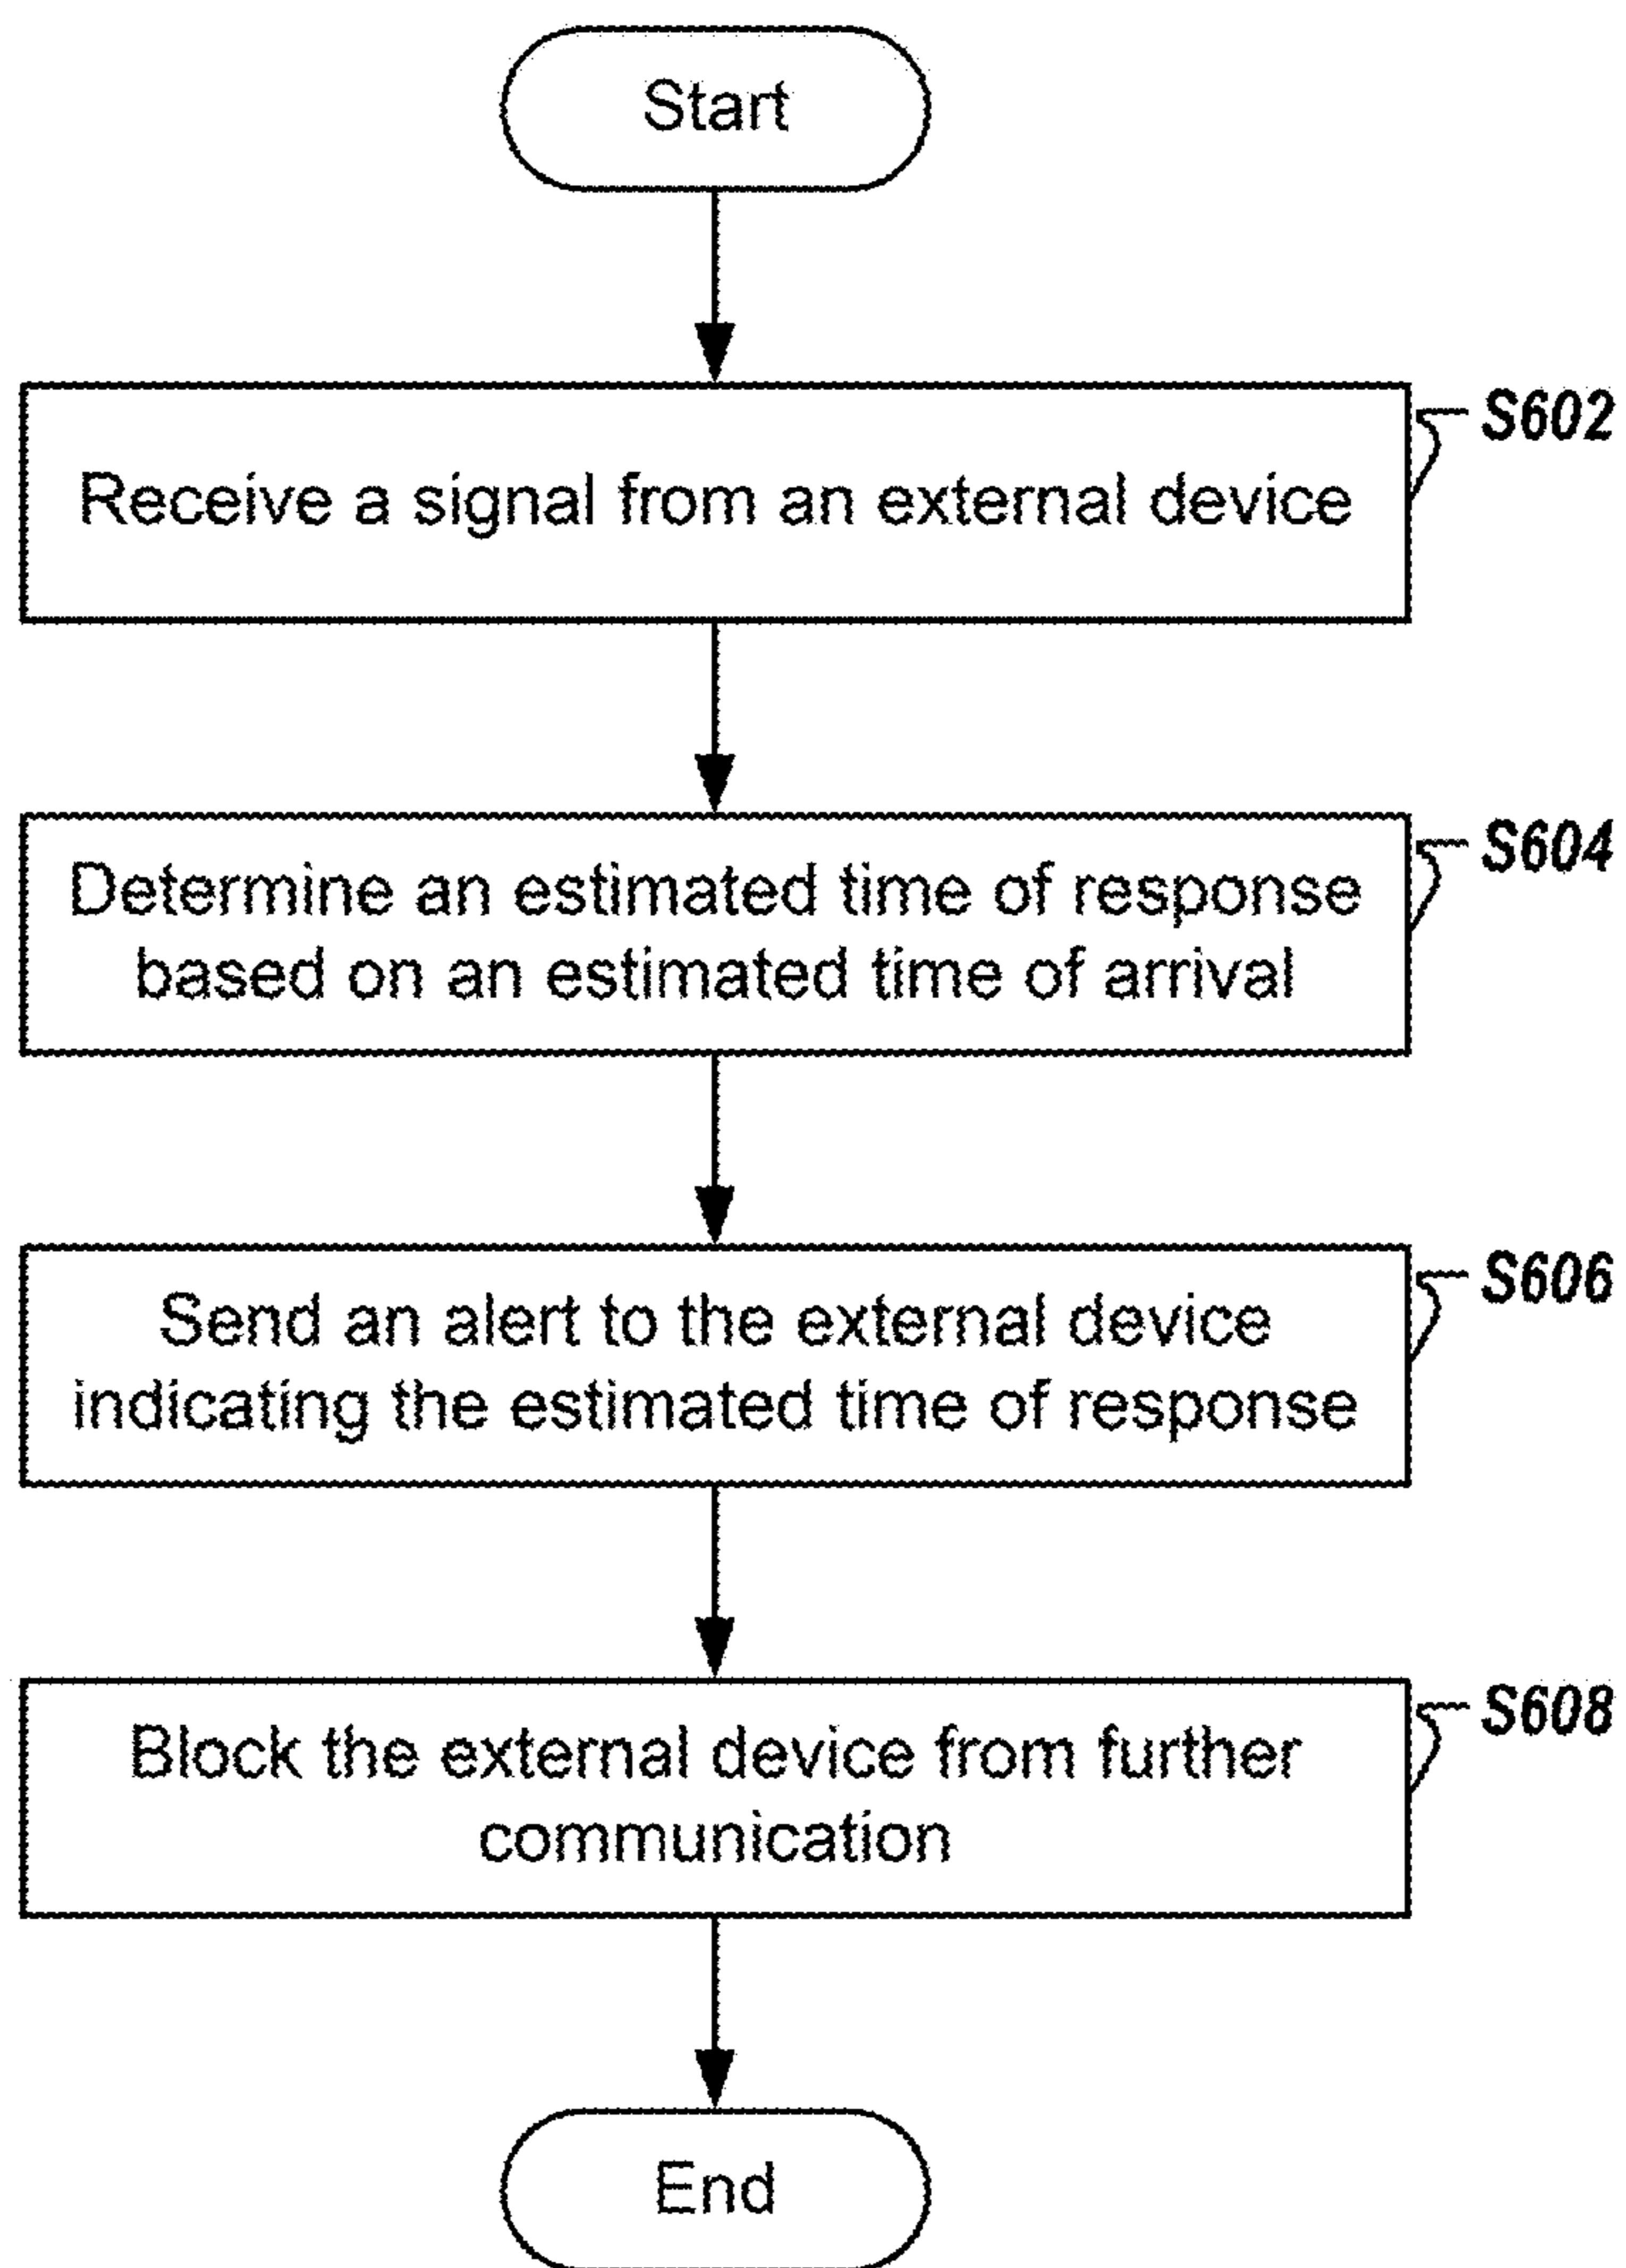 Start
S602
Receive a signal from an external device
S604
Determine an estimated time of response
based on an estimated time of arrival
S606
Send an alert to the external device
indicating the estimated time of response
S608
Block the external device from further
communication
End